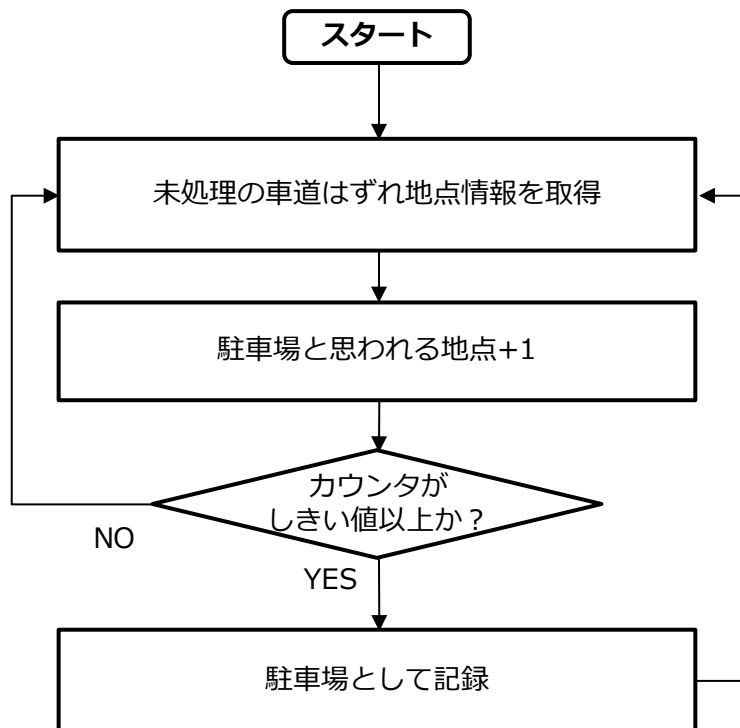 スタート
未処理の車道はずれ地点情報を取得
駐車場と思われる地点+1
カウンタが
しきい値以上か？
NO
YES
駐車場として記録